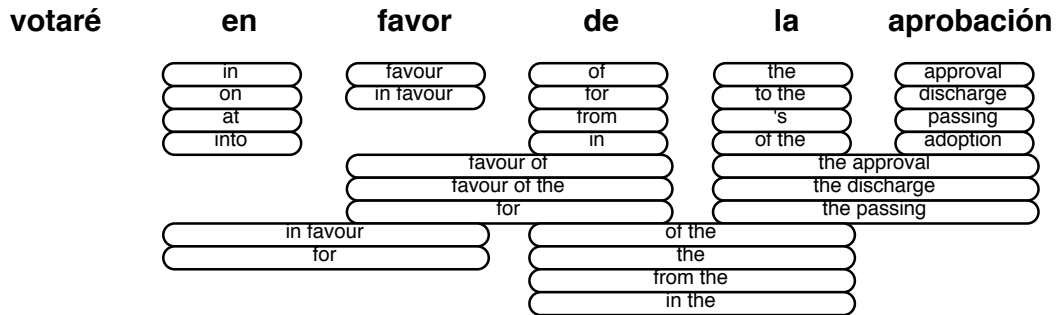 votaré en favor de la aprobación
in favour of the approval
on in favour for to the discharge
at from 's passing
into in of the adoption
favour of the approval
favour of the the discharge
for the passing
in favour of the
for the
from the
in the